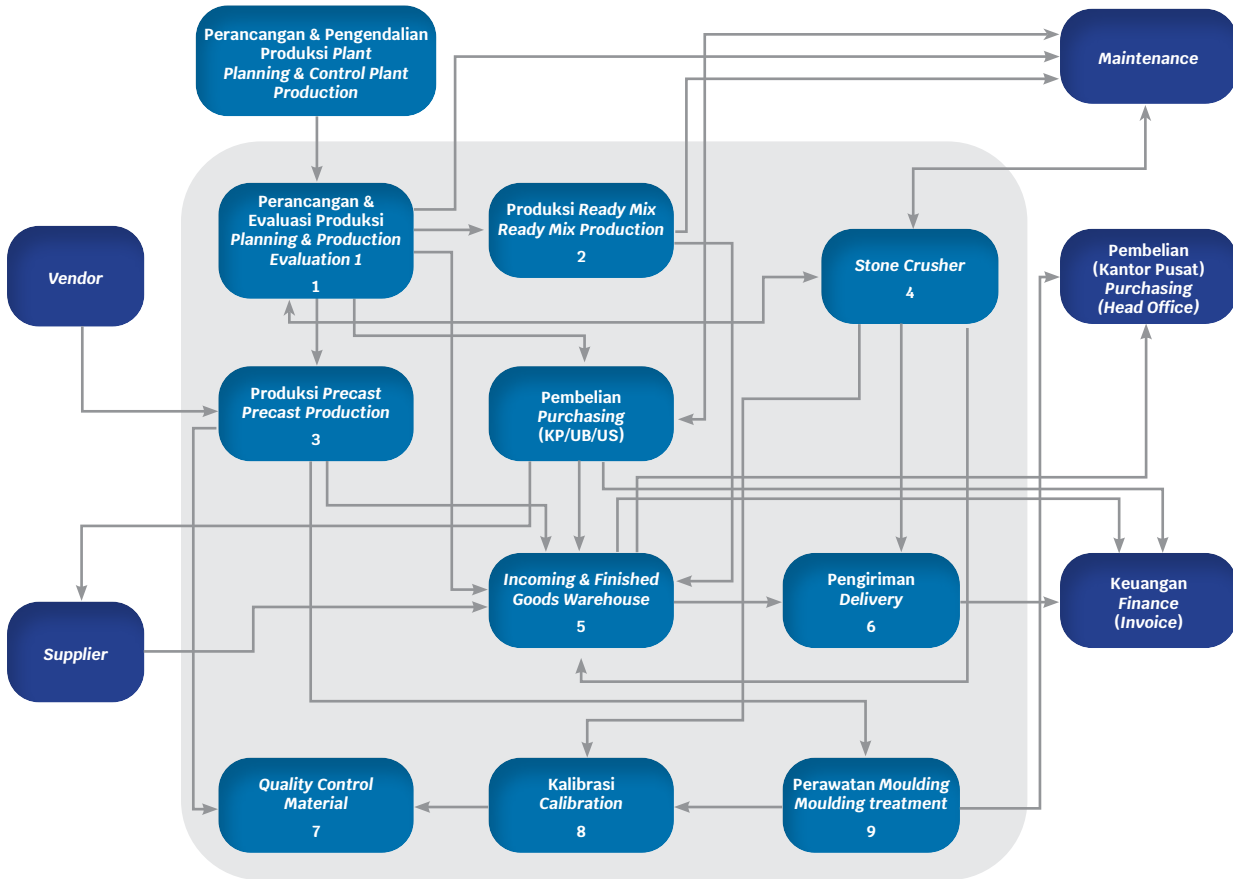 Perancangan & Pengendalian
Produksi Plant
Planning & Control Plant
Production
Maintenance
Perancangan &
Evaluasi Produksi
Planning & Production
Evaluation 1
1
Produksi Ready Mix
Ready Mix Production
2
Stone Crusher
4
Vendor
Pembelian
(Kantor Pusat)
Purchasing
(Head Office)
Produksi Precast
Precast Production
3
Pembelian
Purchasing
(KP/UB/US)
Incoming & Finished
Goods Warehouse
5
Pengiriman
Delivery
6
Keuangan
Finance
(Invoice)
Supplier
Quality Control
Material
7
Kalibrasi
Calibration
8
Perawatan Moulding
Moulding treatment
9